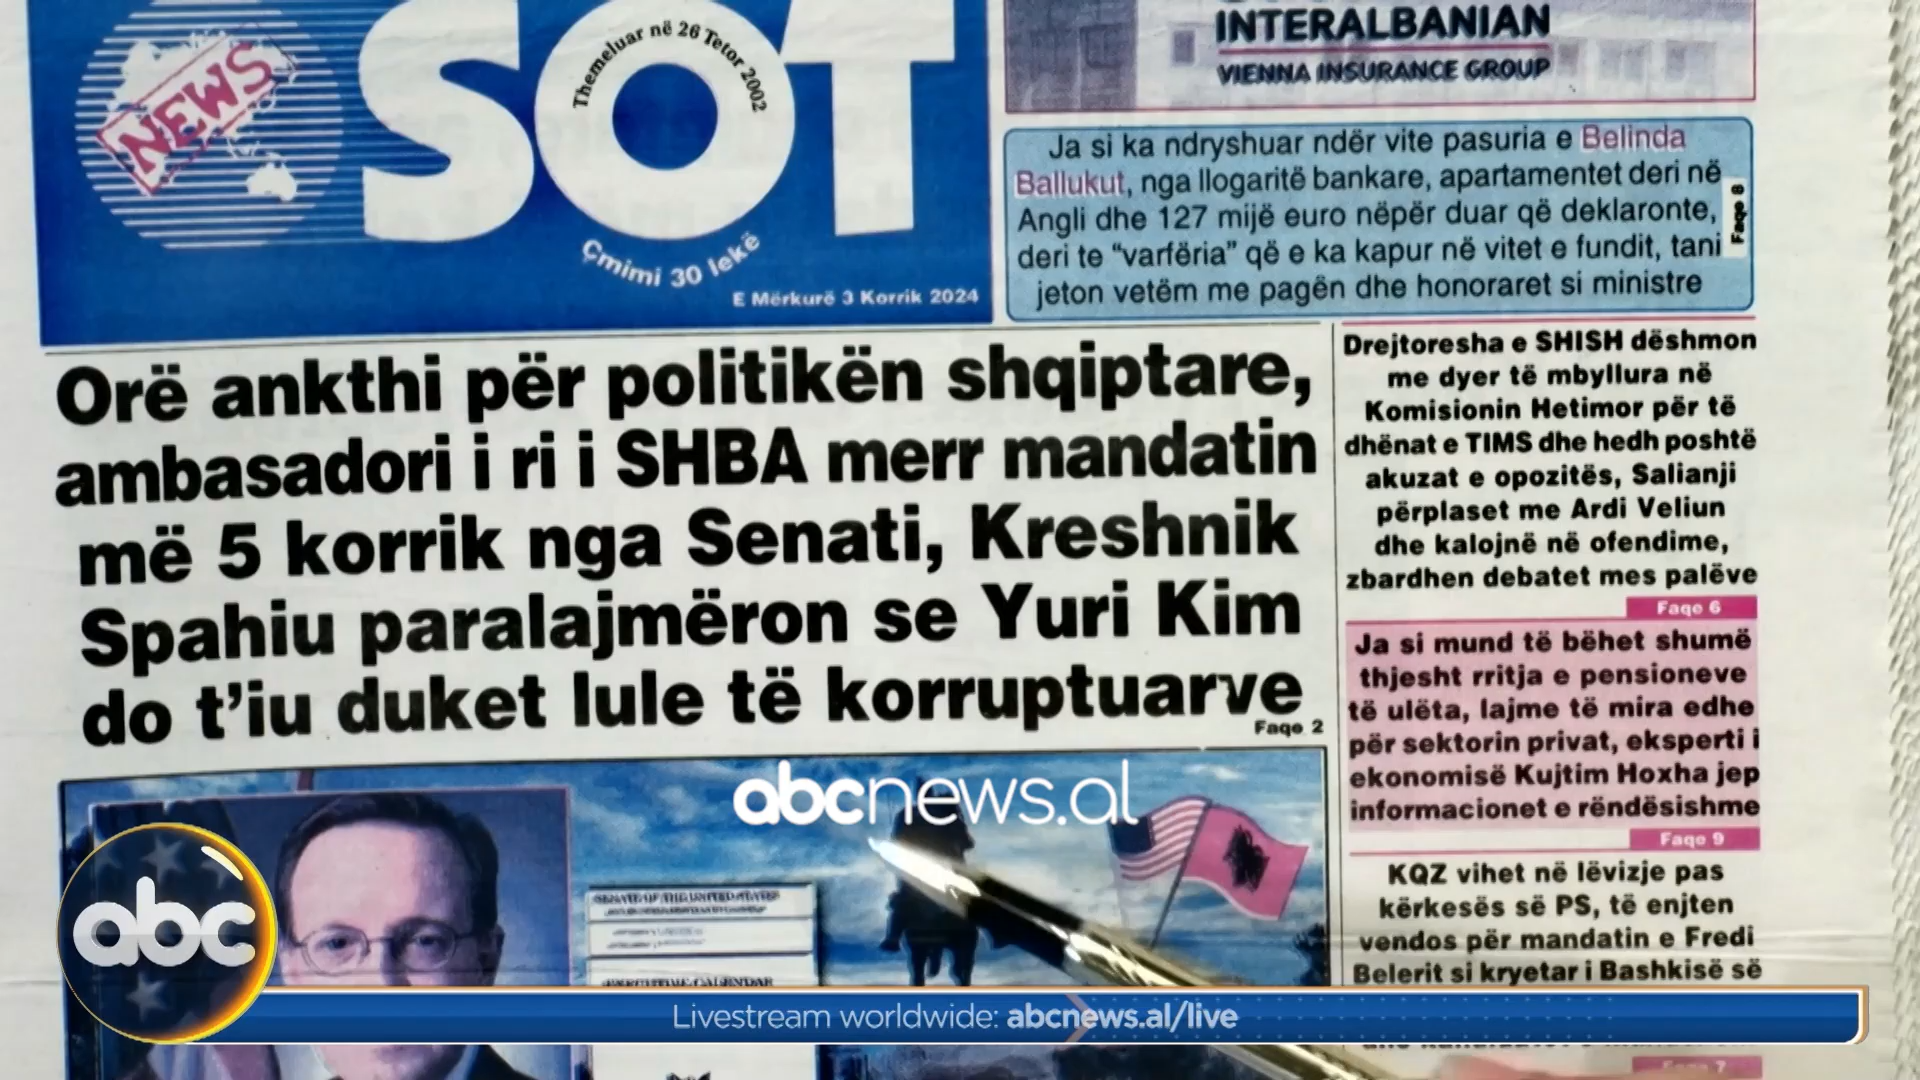 NEWS
SOT
Themeluar në 26 Tetor 2002
Çmimi 30 lekë
E Mërkurë 3 Korrik 2024
INTERALBANIAN
VIENNA INSURANCE GROUP
Ja si ka ndryshuar ndër vite pasuria e Belinda
Ballukut, nga llogaritë bankare, apartamentet deri në
Angli dhe 127 mijë euro nëpër duar që deklaronte,
deri te “varfëria” që e ka kapur në vitet e fundit, tani
jeton vetëm me pagën dhe honoraret si ministre
Faqe 8
Orë ankthi për politikën shqiptare,
ambasadori i ri i SHBA merr mandatin
më 5 korrik nga Senati, Kreshnik
Spahiu paralajmëron se Yuri Kim
do t’iu duket lule të korruptuarve
Faqe 2
Drejtoresha e SHISH dëshmon
me dyer të mbyllura në
Komisionin Hetimor për të
dhënat e TIMS dhe hedh poshtë
akuzat e opozitës, Salianji
përplaset me Ardi Veliun
dhe kalojnë në ofendime,
zbardhen debatet mes palëve
Faqe 6
Ja si mund të bëhet shumë
thjesht rritja e pensioneve
të ulëta, lajme të mira edhe
për sektorin privat, eksperti i
ekonomisë Kujtim Hoxha jep
informacionet e rëndësishme
Faqe 9
KQZ vihet në lëvizje pas
kërkesës së PS, të enjten
vendos për mandatin e Fredi
Belerit si kryetar i Bashkisë së
Faqe 7
abcnews.al
SENATE OF THE UNITED STATES
EXECUTIVE CALENDAR
abc
Livestream worldwide: abcnews.al/live